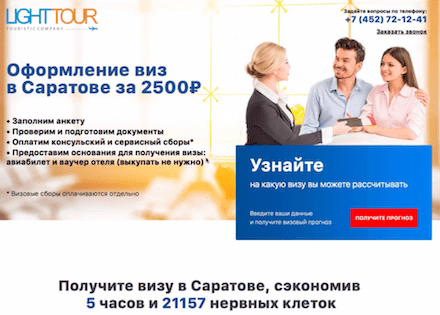 LIGHTTOUR
TOURISTIC COMPANY
Задайте вопросы по телефону:
+7 (452) 72-12-41
Заказать звонок
Оформление виз
в Саратове за 2500₽
• Заполним анкету
• Проверим и подготовим документы
• Оплатим консульский и сервисный сборы*
• Предоставим основания для получения визы:
авиабилет и ваучер отеля (выкупать не нужно)
* Визовые сборы оплачиваются отдельно
Узнайте
на какую визу вы можете рассчитывать
Введите ваши данные
и получите визовый прогноз
ПОЛУЧИТЕ ПРОГНОЗ
Получите визу в Саратове, сэкономив
5 часов и 21157 нервных клеток